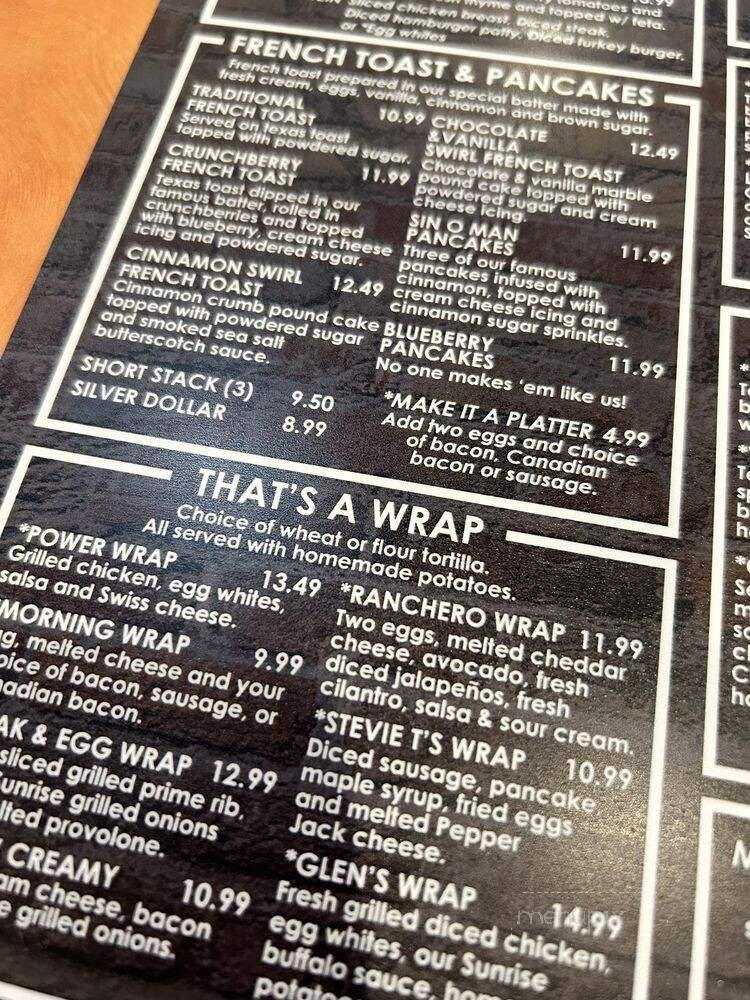 thyme and topped w/ feta.
Sliced chicken breast, Diced steak,
Diced hamburger patty, Diced turkey burger,
or *Egg whites
FRENCH TOAST & PANCAKES
French toast prepared in our special batter made with
fresh cream, eggs, vanilla, cinnamon and brown sugar.
TRADITIONAL
FRENCH TOAST 10.99
Served on texas toast
topped with powdered sugar.
CRUNCHBERRY
FRENCH TOAST 11.99
Texas toast dipped in our
famous batter, rolled in
crunchberries and topped
with blueberry, cream cheese
icing and powdered sugar.
CINNAMON SWIRL
FRENCH TOAST 12.49
Cinnamon crumb pound cake
topped with powdered sugar
and smoked sea salt
butterscotch sauce.
SHORT STACK (3) 9.50
SILVER DOLLAR 8.99
CHOCOLATE
&VANILLA
SWIRL FRENCH TOAST 12.49
Chocolate & vanilla marble
pound cake topped with
powdered sugar and cream
cheese icing.
SIN O MAN
PANCAKES 11.99
Three of our famous
pancakes infused with
cinnamon, topped with
cream cheese icing and
cinnamon sugar sprinkles.
BLUEBERRY
PANCAKES 11.99
No one makes 'em like us!
*MAKE IT A PLATTER 4.99
Add two eggs and choice
of bacon, Canadian
bacon or sausage.
THAT'S A WRAP
Choice of wheat or flour tortilla.
All served with homemade potatoes.
*POWER WRAP 13.49
Grilled chicken, egg whites,
salsa and Swiss cheese.
MORNING WRAP 9.99
melted cheese and your
bacon, sausage, or
bacon.
& EGG WRAP 12.99
sliced grilled prime rib,
Sunrise grilled onions
provolone.
CREAMY 10.99
cheese, bacon
grilled onions.
*RANCHERO WRAP 11.99
Two eggs, melted cheddar
cheese, avocado, fresh
diced jalapeños, fresh
cilantro, salsa & sour cream.
*STEVIE T'S WRAP 10.99
Diced sausage, pancake,
maple syrup, fried eggs
and melted Pepper
Jack cheese.
*GLEN'S WRAP 14.99
Fresh grilled diced chicken,
egg whites, our Sunrise
buffalo sauce,